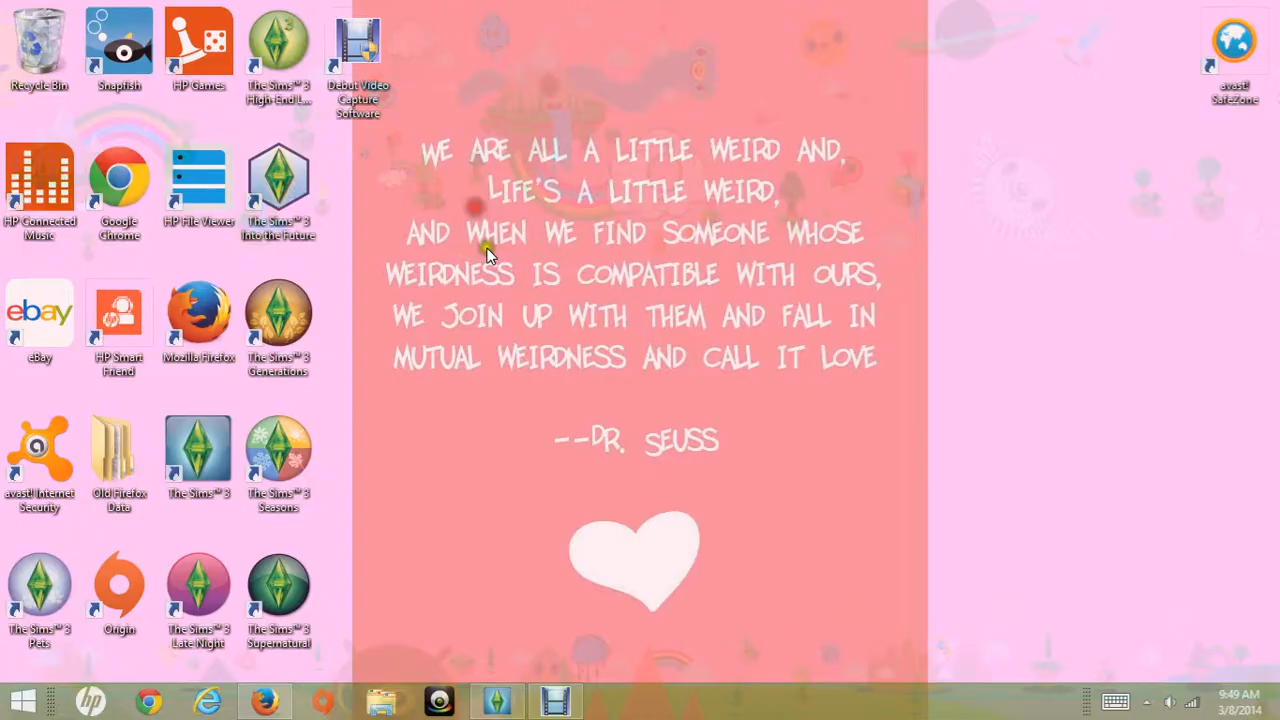 Recycle Bin
Snapfish
HP Games
The Sims™ 3
High-End L...
Debut Video
Capture
Software
avast!
SafeZone
HP Connected
Music
Google
Chrome
HP File Viewer
The Sims™ 3
Into the Future
ebay
eBay
HP Smart
Friend
Mozilla Firefox
The Sims™ 3
Generations
avast! Internet
Security
Old Firefox
Data
The Sims™ 3
The Sims™ 3
Seasons
The Sims™ 3
Pets
Origin
The Sims™ 3
Late Night
The Sims™ 3
Supernatural
WE ARE ALL A LITTLE WEIRD AND,
LIFE'S A LITTLE WEIRD,
AND WHEN WE FIND SOMEONE WHOSE
WEIRDNESS IS COMPATIBLE WITH OURS,
WE JOIN UP WITH THEM AND FALL IN
MUTUAL WEIRDNESS AND CALL IT LOVE
--DR. SEUSS
hp
9:49 AM
3/8/2014